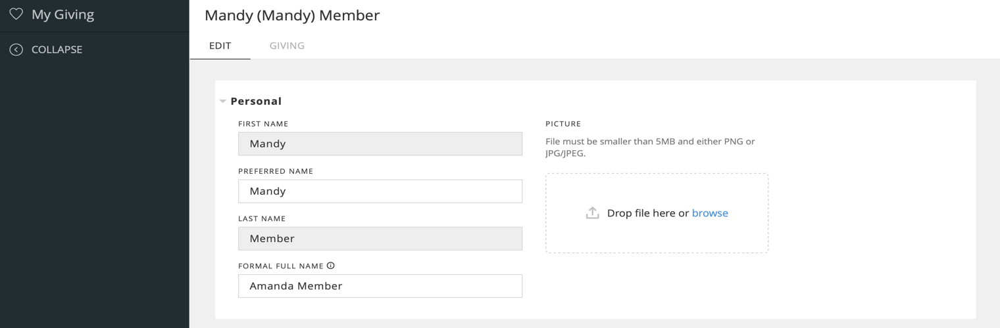 My Giving
COLLAPSE
Mandy (Mandy) Member
EDIT
GIVING
Personal
FIRST NAME
Mandy
PREFERRED NAME
Mandy
LAST NAME
Member
FORMAL FULL NAME
Amanda Member
PICTURE
File must be smaller than 5MB and either PNG or
JPG/JPEG.
Drop file here or browse